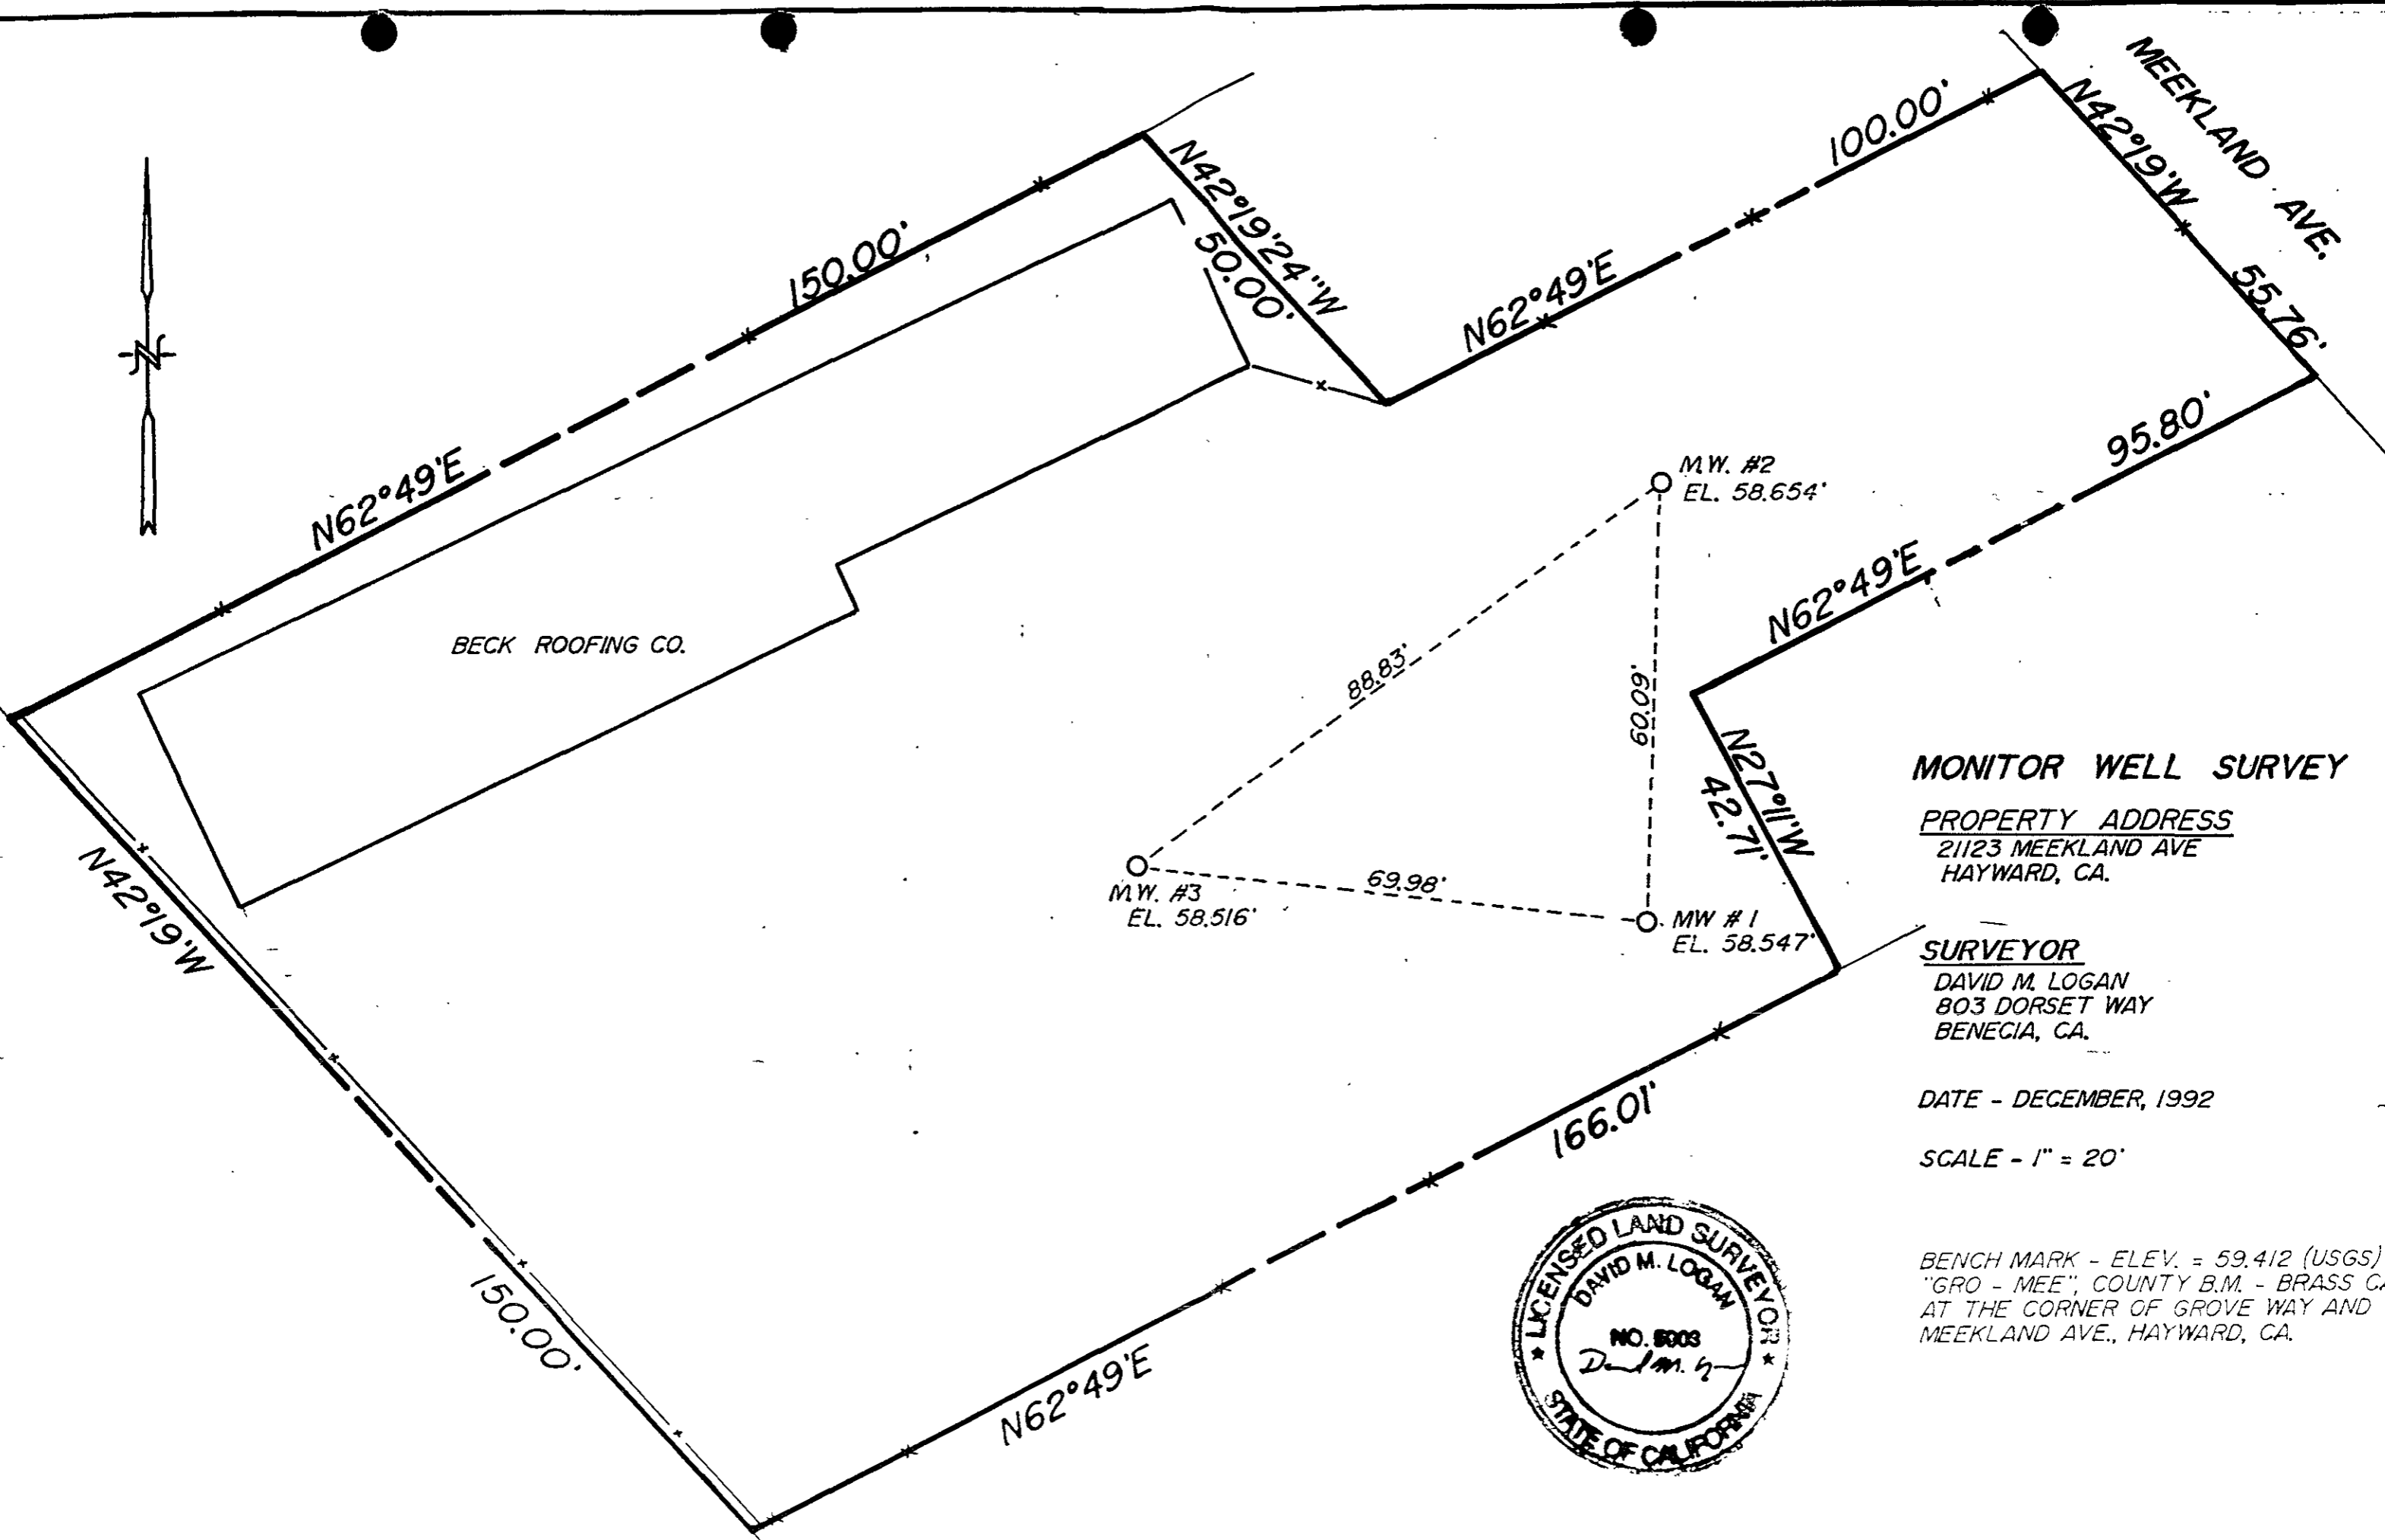 MEEKLAND AVE.
N42°19'W
55.76'
100.00'
N62°49'E
N42°19'24"W
50.00'
150.00'
N62°49'E
95.80'
N62°49'E
M.W. #2
EL. 58.654'
N
BECK ROOFING CO.
88.83'
60.09'
N27°11'W
42.71'
M.W. #3
EL. 58.516'
69.98'
MW #1
EL. 58.547'
N42°19'W
150.00'
166.01'
N62°49'E
MONITOR WELL SURVEY
PROPERTY ADDRESS
21123 MEEKLAND AVE
HAYWARD, CA.
SURVEYOR
DAVID M. LOGAN
803 DORSET WAY
BENECIA, CA.
DATE - DECEMBER, 1992
SCALE - 1" = 20'
BENCH MARK - ELEV. = 59.412 (USGS)
"GRO - MEE", COUNTY B.M. - BRASS
AT THE CORNER OF GROVE WAY AND
MEEKLAND AVE., HAYWARD, CA.
LICENSED LAND SURVEYOR
DAVID M. LOGAN
NO.
STATE OF CALIFORNIA